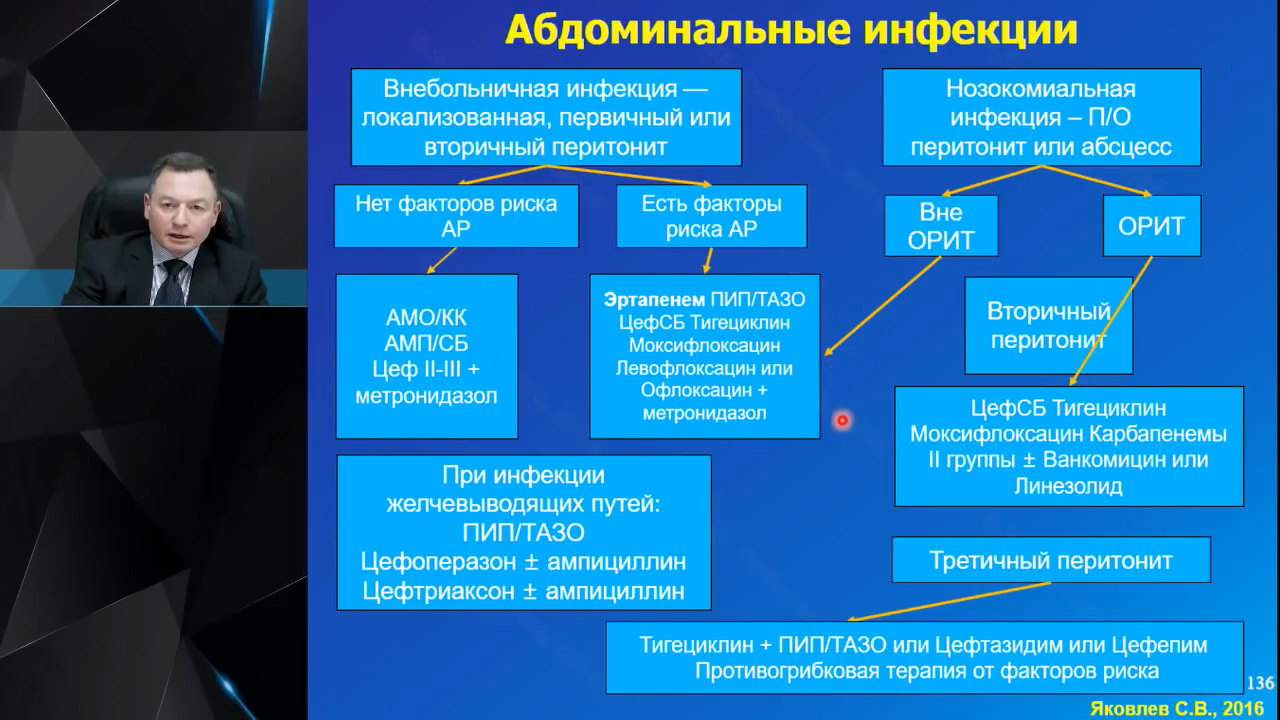 Абдоминальные инфекции
Внебольничная инфекция —
локализованная, первичный или
вторичный перитонит
Нозокомиальная
инфекция – П/О
перитонит или абсцесс
Нет факторов риска
АР
Есть факторы
риска АР
Вне
ОРИТ
ОРИТ
АМО/КК
АМП/СБ
Цеф II-III +
метронидазол
Эртапенем ПИП/ТАЗО
ЦефСБ Тигециклин
Моксифлоксацин
Левофлоксацин или
Офлоксацин +
метронидазол
Вторичный
перитонит
ЦефСБ Тигециклин
Моксифлоксацин Карбапенемы
II группы ± Ванкомицин или
Линезолид
При инфекции
желчевыводящих путей:
ПИП/ТАЗО
Цефоперазон ± ампициллин
Цефтриаксон ± ампициллин
Третичный перитонит
Тигециклин + ПИП/ТАЗО или Цефтазидим или Цефепим
Противогрибковая терапия от факторов риска
136
Яковлев С.В., 2016